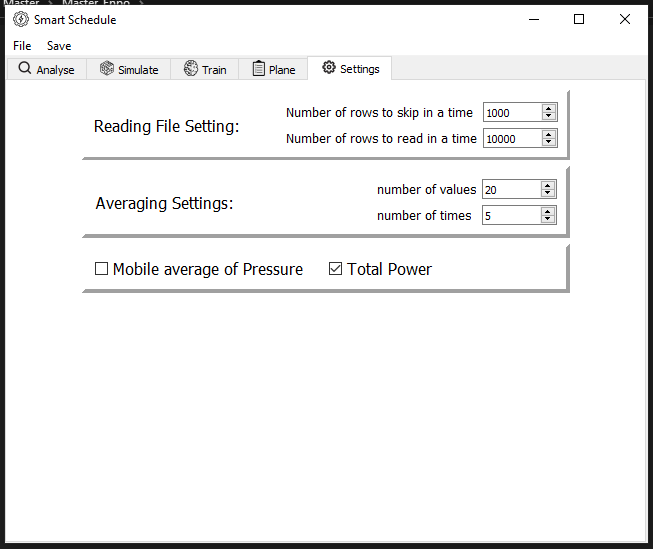 Master > Master Enno >
Smart Schedule
File Save
Analyse Simulate Train Plane Settings
Reading File Setting:
Number of rows to skip in a time 1000
Number of rows to read in a time 10000
Averaging Settings:
number of values 20
number of times 5
Mobile average of Pressure Total Power